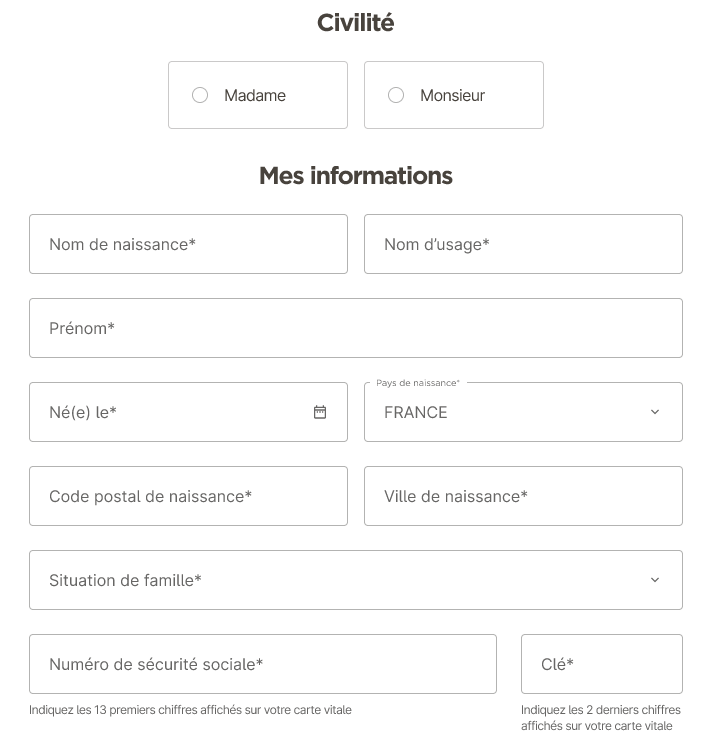 Civilité
Madame
Monsieur
Mes informations
Nom de naissance*
Nom d'usage*
Prénom*
Né(e) le*
Pays de naissance*
FRANCE
Code postal de naissance*
Ville de naissance*
Situation de famille*
Numéro de sécurité sociale*
Clé*
Indiquez les 13 premiers chiffres affichés sur votre carte vitale
Indiquez les 2 derniers chiffres
affichés sur votre carte vitale